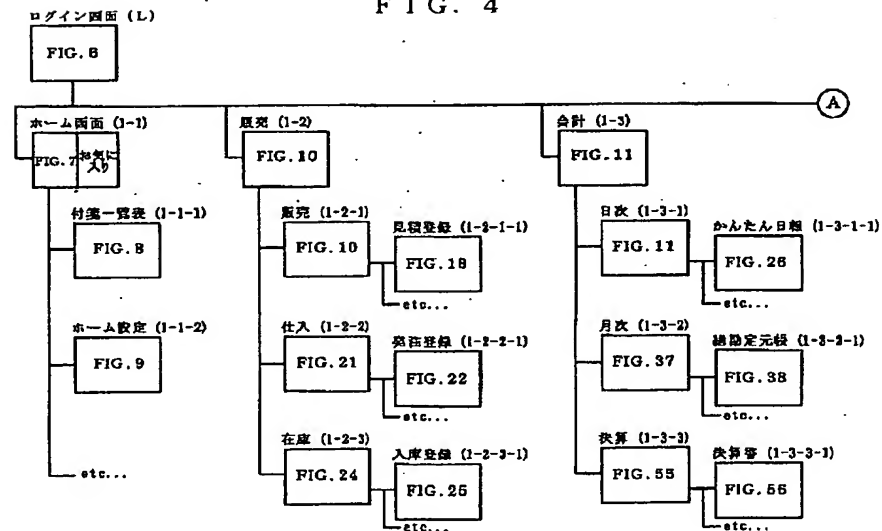 FIG. 4
ログイン画面 (L)
FIG. 6
A
ホーム画面 (1-1)
FIG. 7
お気に
入り
付箋一覧表 (1-1-1)
FIG. 8
ホーム設定 (1-1-2)
FIG. 9
etc...
販売 (1-2)
FIG. 10
販売 (1-2-1)
FIG. 10
見積登録 (1-2-1-1)
FIG. 18
etc...
仕入 (1-2-2)
FIG. 21
発注登録 (1-2-2-1)
FIG. 22
etc...
在庫 (1-2-3)
FIG. 24
入庫登録 (1-2-3-1)
FIG. 25
etc...
会計 (1-3)
FIG. 11
日次 (1-3-1)
FIG. 11
かんたん日報 (1-3-1-1)
FIG. 26
etc...
月次 (1-3-2)
FIG. 37
総勘定元帳 (1-3-2-1)
FIG. 38
etc...
決算 (1-3-3)
FIG. 55
決算書 (1-3-3-1)
FIG. 56
etc...